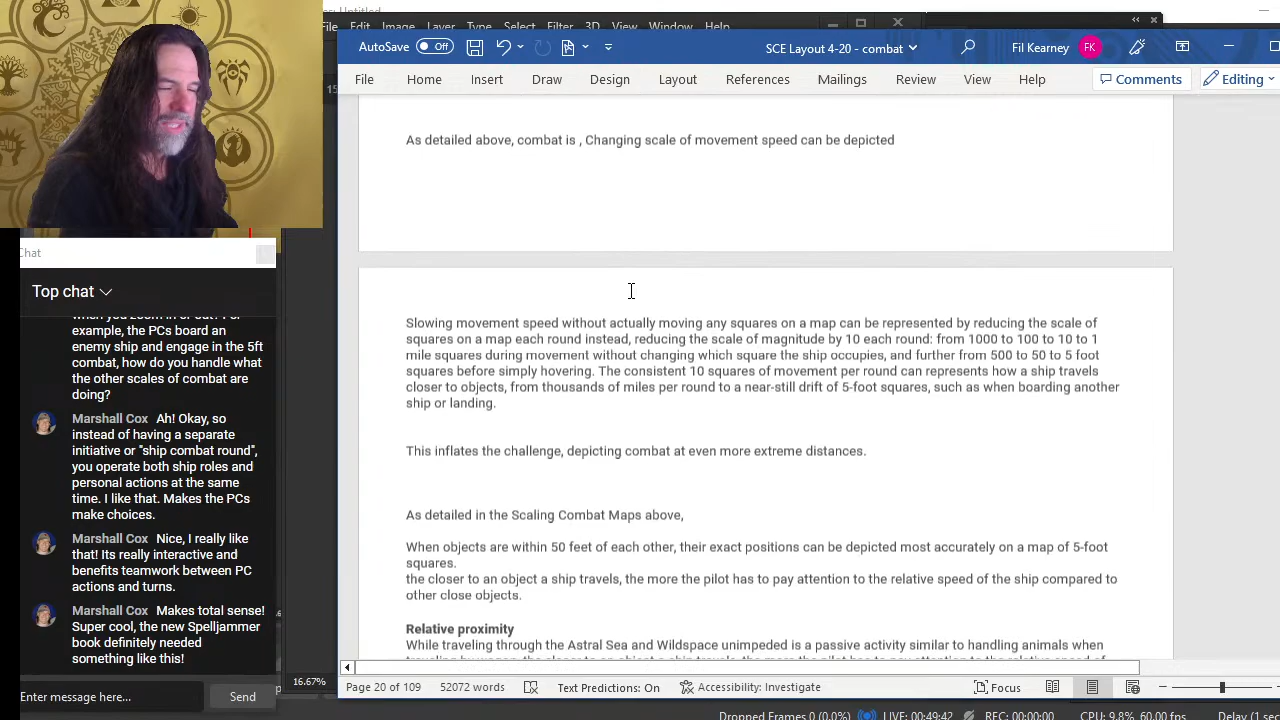 File Edit Image Layer Type Select Filter 3D View Window Help
AutoSave Off
SCE Layout 4-20 - combat
Fil Kearney FK
File Home Insert Draw Design Layout References Mailings Review View Help Comments Editing
As detailed above, combat is , Changing scale of movement speed can be depicted
Slowing movement speed without actually moving any squares on a map can be represented by reducing the scale of
squares on a map each round instead, reducing the scale of magnitude by 10 each round: from 1000 to 100 to 10 to 1
mile squares during movement without changing which square the ship occupies, and further from 500 to 50 to 5 foot
squares before simply hovering. The consistent 10 squares of movement per round can represents how a ship travels
closer to objects, from thousands of miles per round to a near-still drift of 5-foot squares, such as when boarding another
ship or landing.
This inflates the challenge, depicting combat at even more extreme distances.
As detailed in the Scaling Combat Maps above,
When objects are within 50 feet of each other, their exact positions can be depicted most accurately on a map of 5-foot
squares.
the closer to an object a ship travels, the more the pilot has to pay attention to the relative speed of the ship compared to
other close objects.
Relative proximity
While traveling through the Astral Sea and Wildspace unimpeded is a passive activity similar to handling animals when
Page 20 of 109 52072 words Text Predictions: On Accessibility: Investigate Focus
Chat
Top chat
example, the PCs board an
enemy ship and engage in the 5ft
combat, how do you handle what
the other scales of combat are
doing?
Marshall Cox Ah! Okay, so
instead of having a separate
initiative or "ship combat round",
you operate both ship roles and
personal actions at the same
time. I like that. Makes the PCs
make choices.
Marshall Cox Nice, I really like
that! Its really interactive and
benefits teamwork between PC
actions and turns.
Marshall Cox Makes total sense!
Super cool, the new Spelljammer
book definitely needed
something like this!
Enter message here... Send
16.67%
Dropped Frames 0 (0.0%) LIVE: 00:49:42 REC: 00:00:00 CPU: 9.8%, 60.00 fps Delay (1 sec